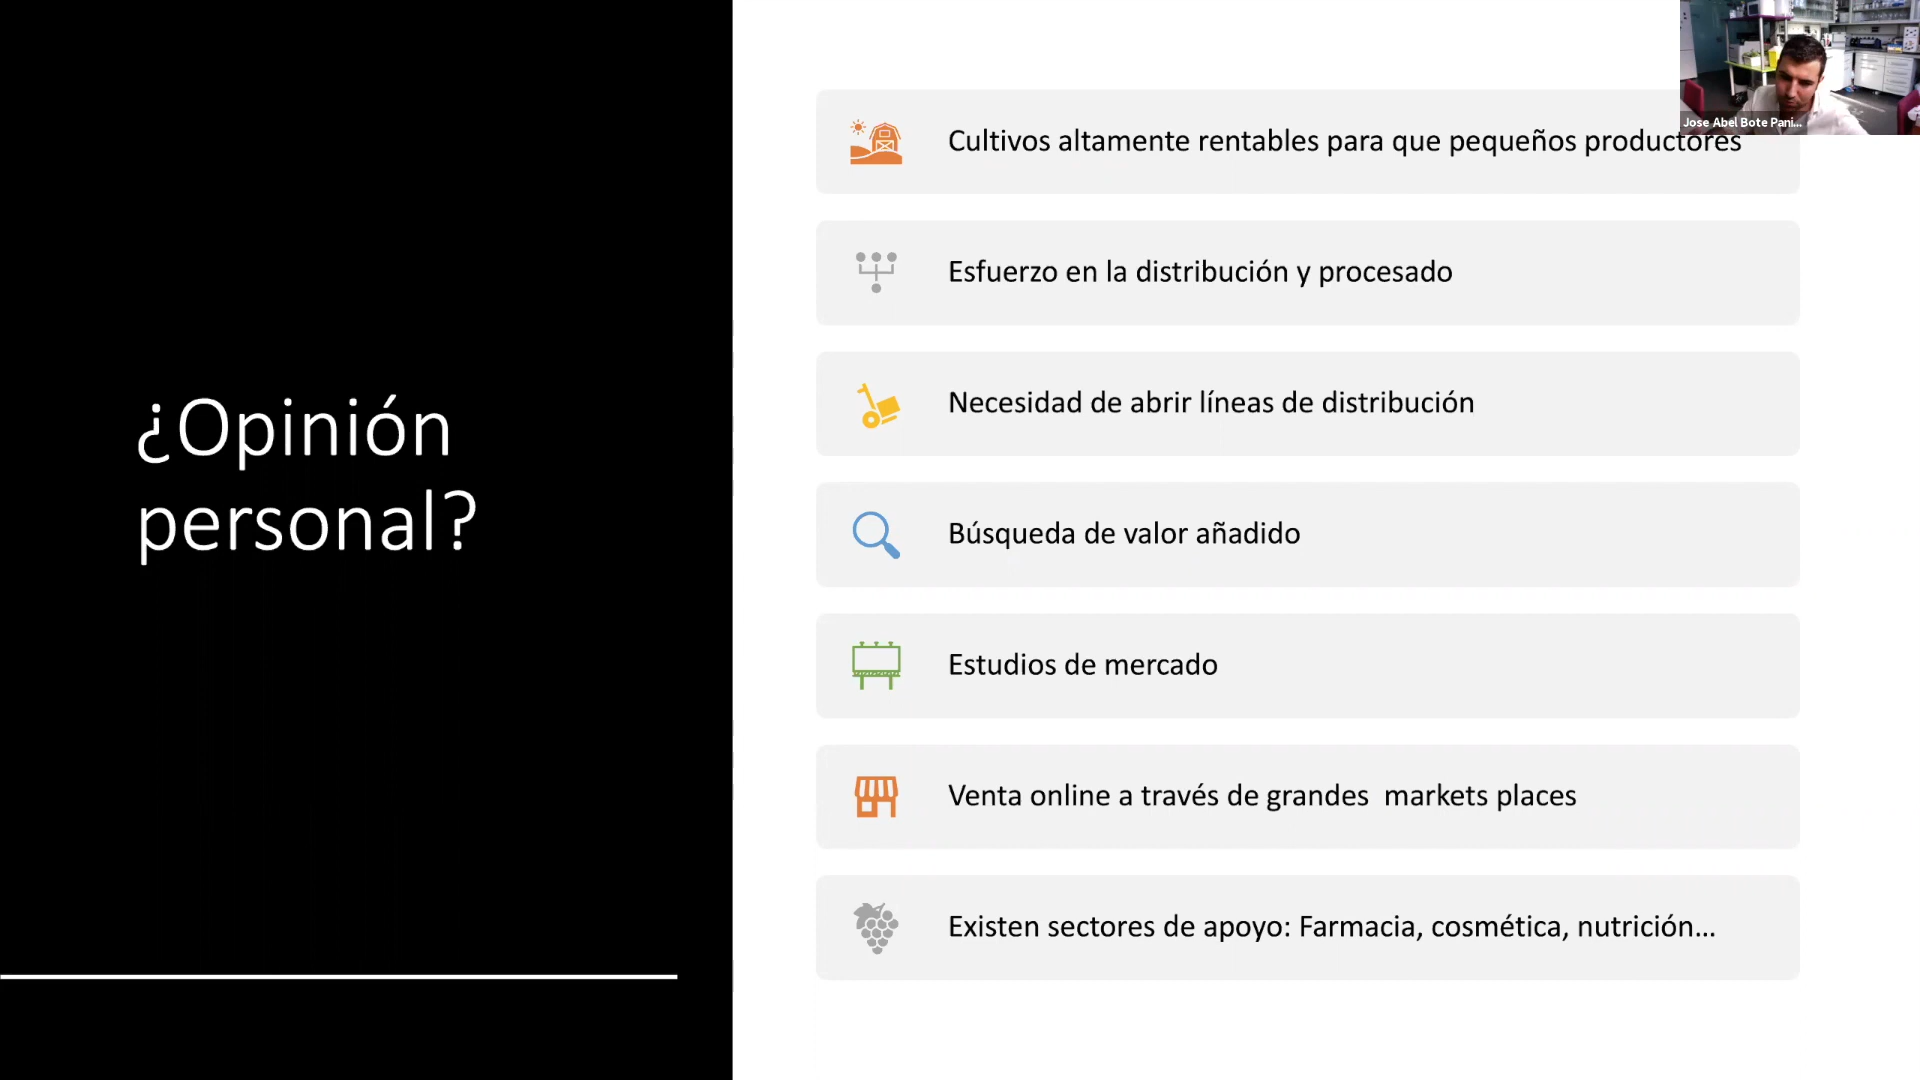 ¿Opinión
personal?
Jose Abel Bote Pani...
Cultivos altamente rentables para que pequeños productores
Esfuerzo en la distribución y procesado
Necesidad de abrir líneas de distribución
Búsqueda de valor añadido
Estudios de mercado
Venta online a través de grandes  markets places
Existen sectores de apoyo: Farmacia, cosmética, nutrición...